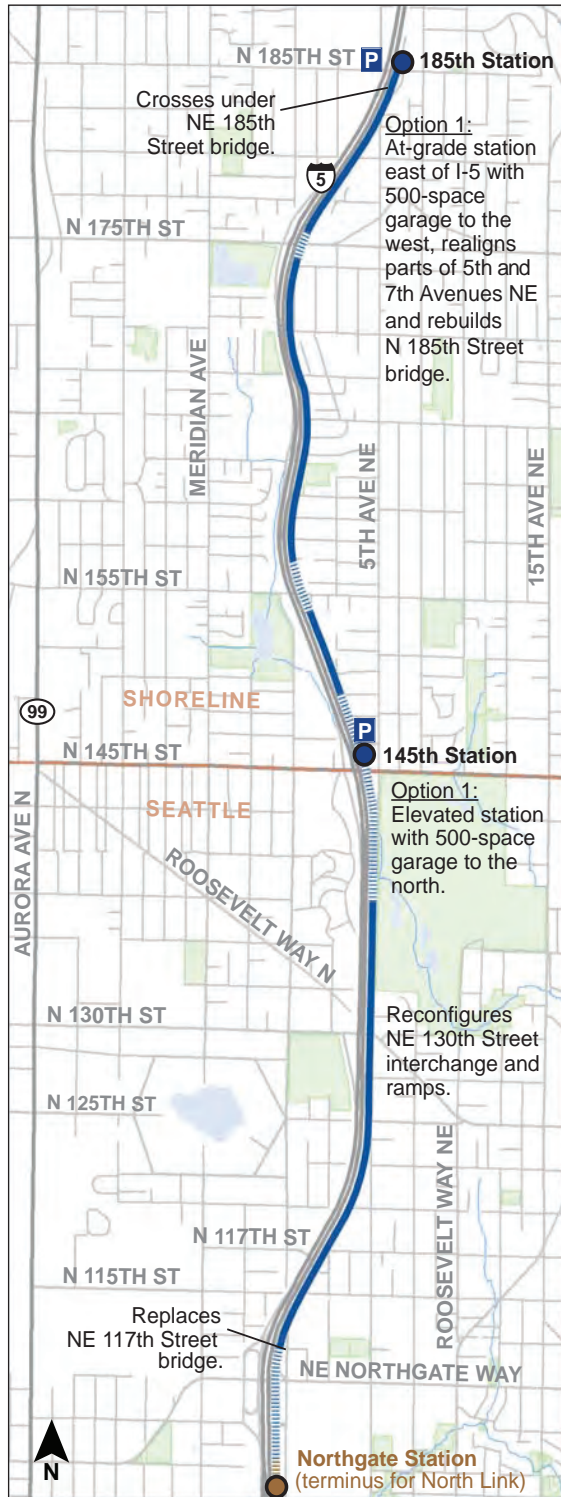 N 185TH ST
P
185th Station
Crosses under
NE 185th
Street bridge.
Option 1:
At-grade station
east of I-5 with
500-space
garage to the
west, realigns
parts of 5th and
7th Avenues NE
and rebuilds
N 185th Street
bridge.
5
N 175TH ST
MERIDIAN AVE
5TH AVE NE
15TH AVE NE
N 155TH ST
SHORELINE
99
P
145th Station
N 145TH ST
SEATTLE
Option 1:
Elevated station
with 500-space
garage to the
north.
AURORA AVE N
ROOSEVELT WAY N
N 130TH ST
Reconfigures
NE 130th Street
interchange and
ramps.
N 125TH ST
ROOSEVELT WAY NE
N 117TH ST
N 115TH ST
Replaces
NE 117th Street
bridge.
NE NORTHGATE WAY
N
Northgate Station
(terminus for North Link)